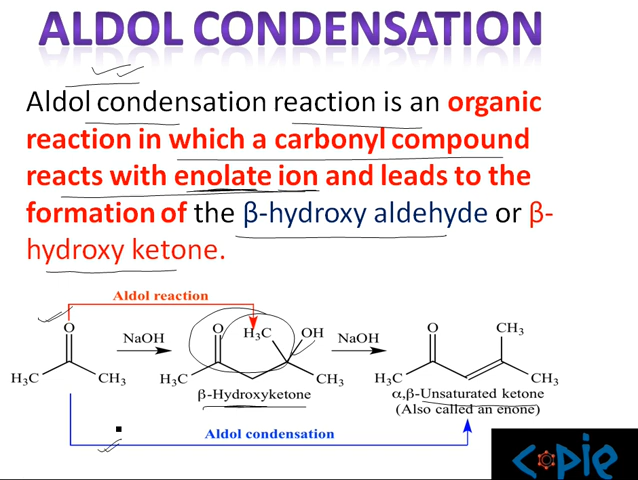 ALDOL CONDENSATION
Aldol condensation reaction is an organic
reaction in which a carbonyl compound
reacts with enolate ion and leads to the
formation of the β-hydroxy aldehyde or β-
hydroxy ketone.
Aldol reaction
O
H₃C
CH₃
NaOH
O
H₃C
OH
H₃C
CH₃
β-Hydroxyketone
NaOH
O
CH₃
H₃C
CH₃
α,β-Unsaturated ketone
(Also called an enone)
Aldol condensation
copie